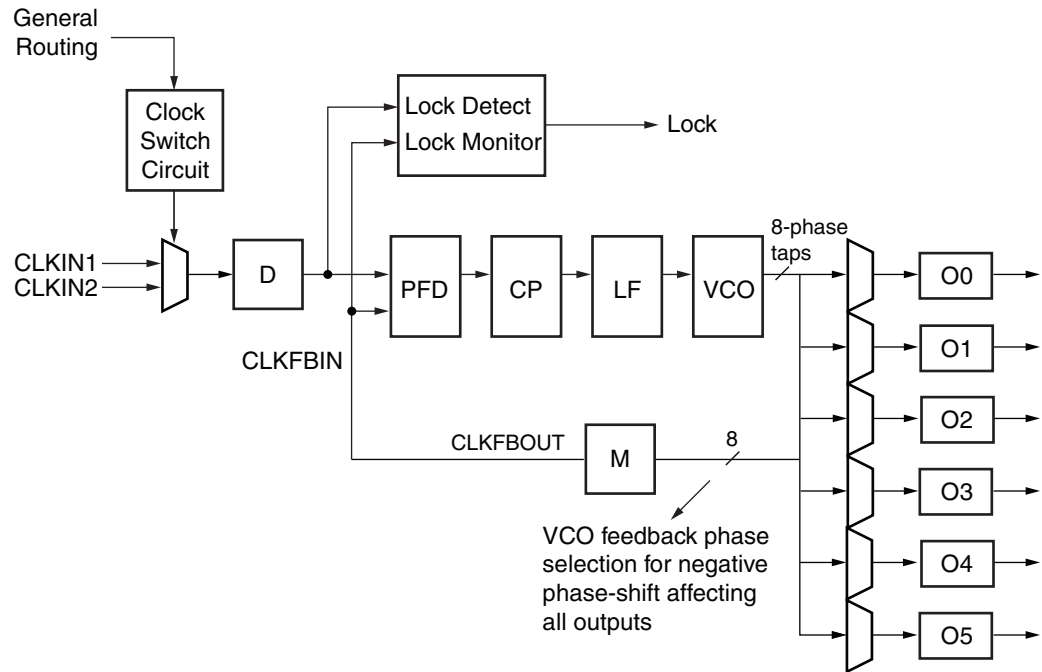 General
Routing
Clock
Switch
Circuit
Lock Detect
Lock Monitor
Lock
8-phase
taps
CLKIN1
CLKIN2
D
PFD
CP
LF
VCO
O0
O1
CLKFBIN
O2
CLKFBOUT
M
8
O3
VCO feedback phase
selection for negative
phase-shift affecting
all outputs
O4
O5